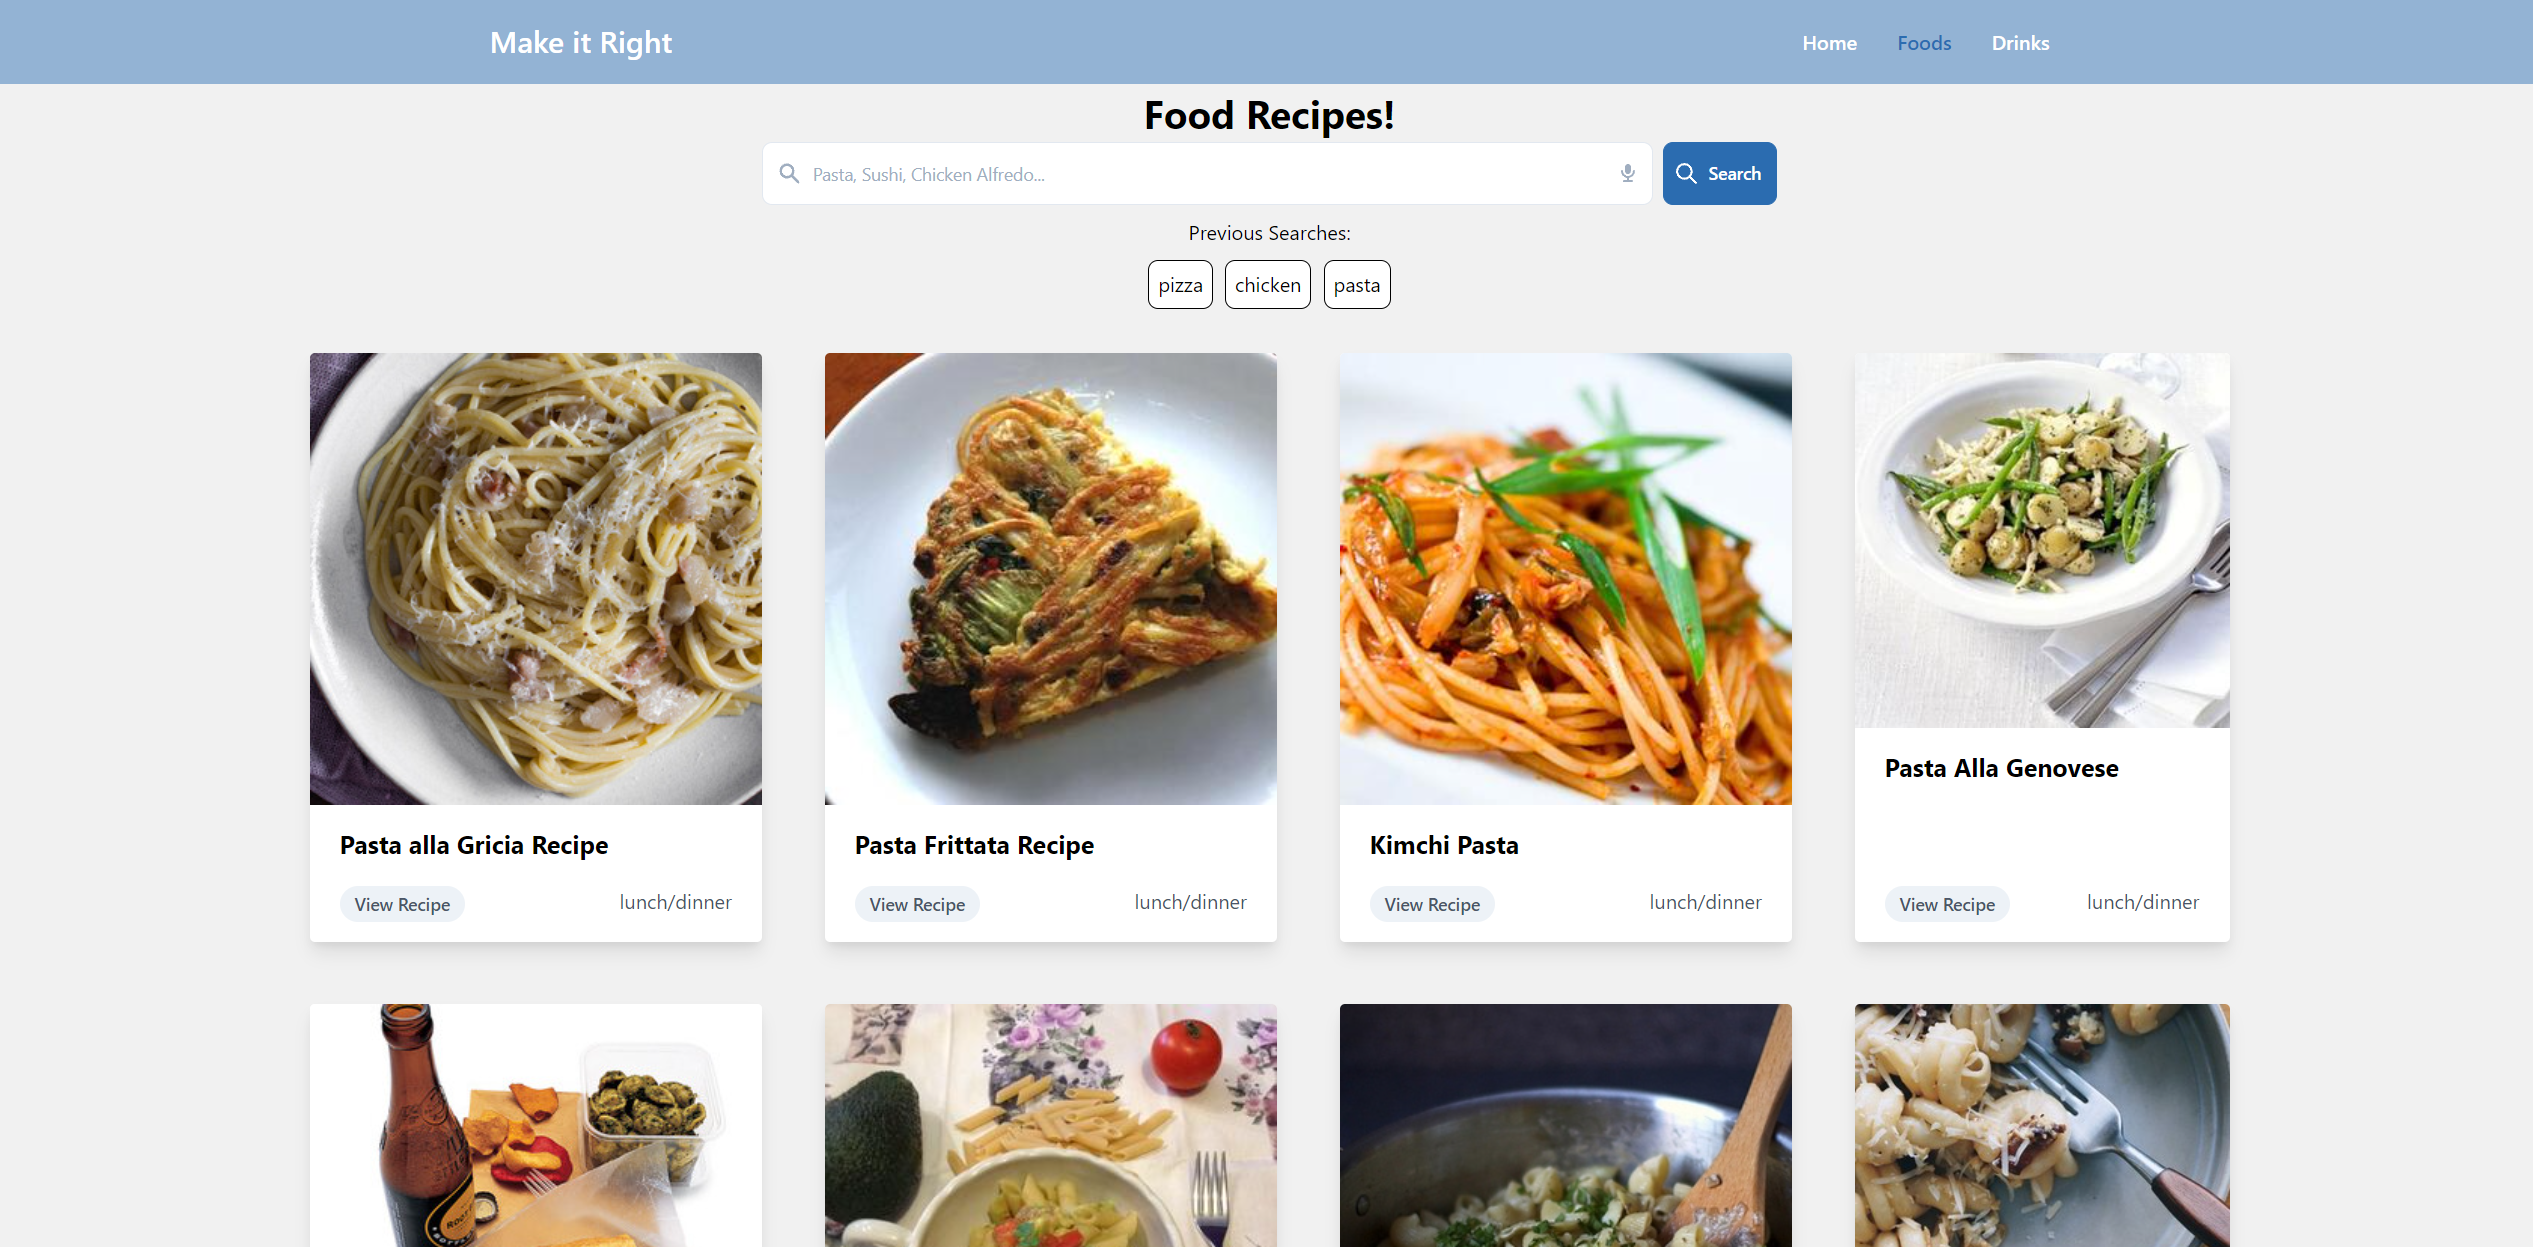 Make it Right
Home Foods Drinks
Food Recipes!
Pasta, Sushi, Chicken Alfredo...
Search
Previous Searches:
pizza chicken pasta
Pasta alla Gricia Recipe
View Recipe lunch/dinner
Pasta Frittata Recipe
View Recipe lunch/dinner
Kimchi Pasta
View Recipe lunch/dinner
Pasta Alla Genovese
View Recipe lunch/dinner